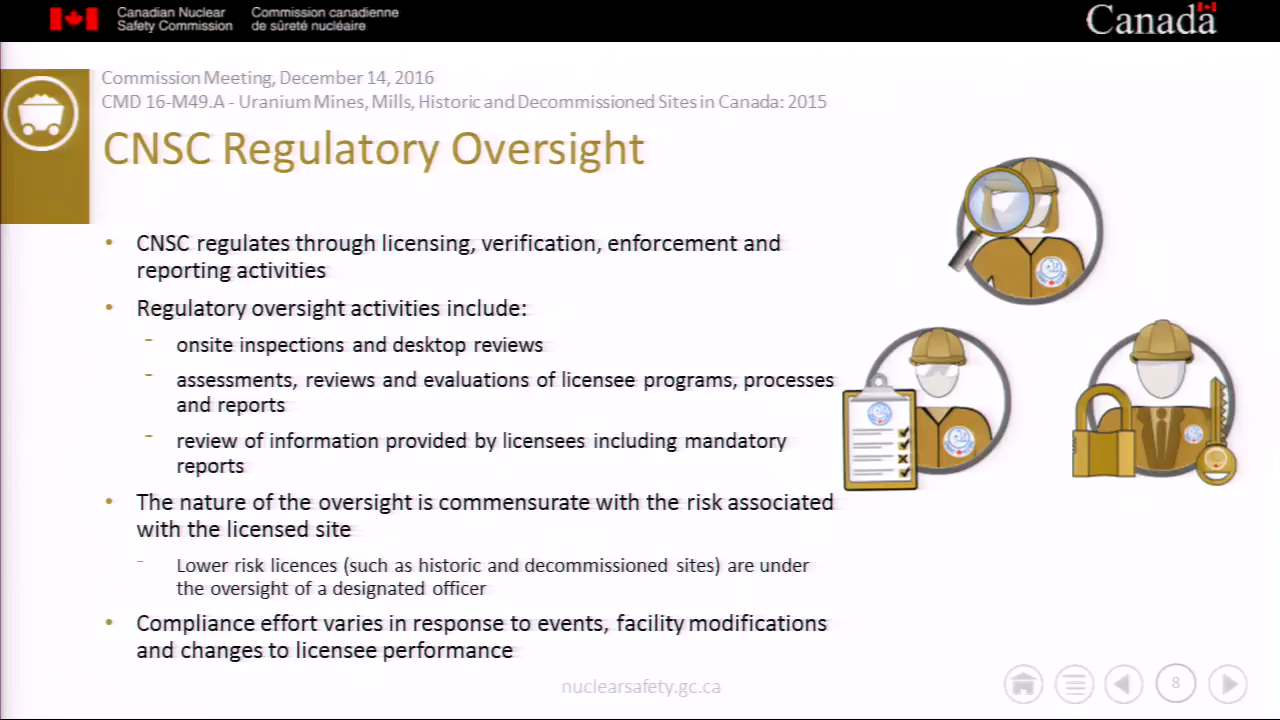 Canadian Nuclear
Safety Commission
Commission canadienne
de sûreté nucléaire
Canada
Commission Meeting, December 14, 2016
CMD 16-M49.A - Uranium Mines, Mills, Historic and Decommissioned Sites in Canada: 2015
CNSC Regulatory Oversight
• CNSC regulates through licensing, verification, enforcement and
reporting activities
• Regulatory oversight activities include:
- onsite inspections and desktop reviews
- assessments, reviews and evaluations of licensee programs, processes
and reports
- review of information provided by licensees including mandatory
reports
• The nature of the oversight is commensurate with the risk associated
with the licensed site
- Lower risk licences (such as historic and decommissioned sites) are under
the oversight of a designated officer
• Compliance effort varies in response to events, facility modifications
and changes to licensee performance
nuclearsafety.gc.ca
8